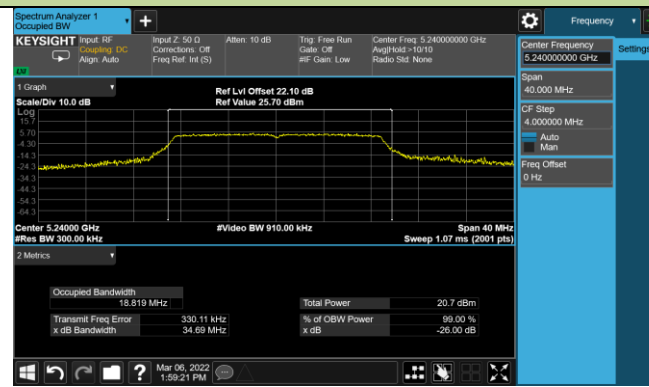 Spectrum Analyzer 1
Occupied BW
Frequency
KEYSIGHT
Input: RF
Coupling: DC
Align: Auto
Input Z: 50 Ω
Corrections: Off
Freq Ref: Int (S)
Atten: 10 dB
Trig: Free Run
Gate: Off
#IF Gain: Low
Center Freq: 5.240000000 GHz
Avg|Hold:>10/10
Radio Std: None
Center Frequency
5.240000000 GHz
Settings
Span
40.000 MHz
CF Step
4.000000 MHz
Auto
Man
Freq Offset
0 Hz
1 Graph
Scale/Div 10.0 dB
Ref Lvl Offset 22.10 dB
Ref Value 25.70 dBm
Log
15.7
5.70
-4.30
-14.3
-24.3
-34.3
-44.3
-54.3
-64.3
Center 5.24000 GHz
#Res BW 300.00 kHz
#Video BW 910.00 kHz
Span 40 MHz
Sweep 1.07 ms (2001 pts)
2 Metrics
Occupied Bandwidth
18.819 MHz
Total Power 20.7 dBm
Transmit Freq Error 330.11 kHz
% of OBW Power 99.00 %
x dB Bandwidth 34.69 MHz
x dB -26.00 dB
?
Mar 06, 2022
1:59:21 PM